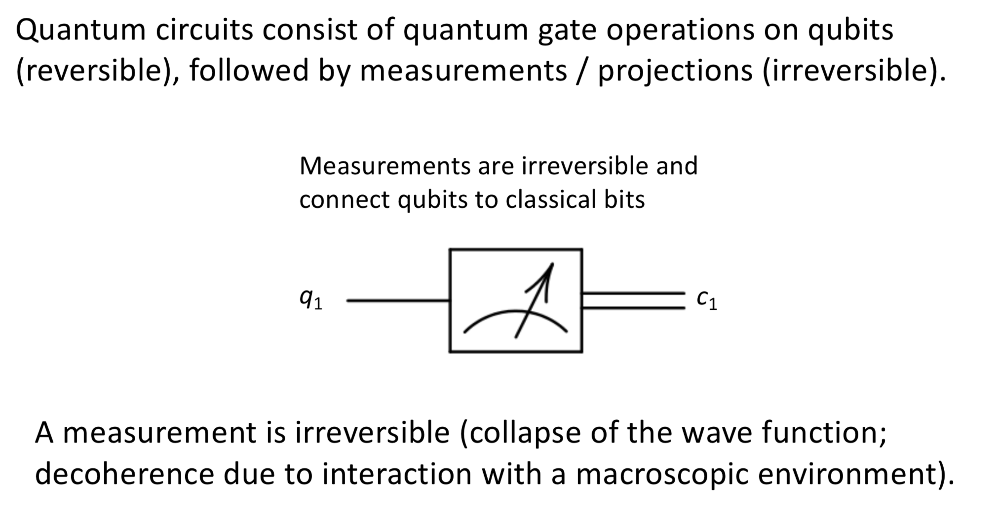 Quantum circuits consist of quantum gate operations on qubits
(reversible), followed by measurements / projections (irreversible).
Measurements are irreversible and
connect qubits to classical bits
q₁ c₁
A measurement is irreversible (collapse of the wave function;
decoherence due to interaction with a macroscopic environment).